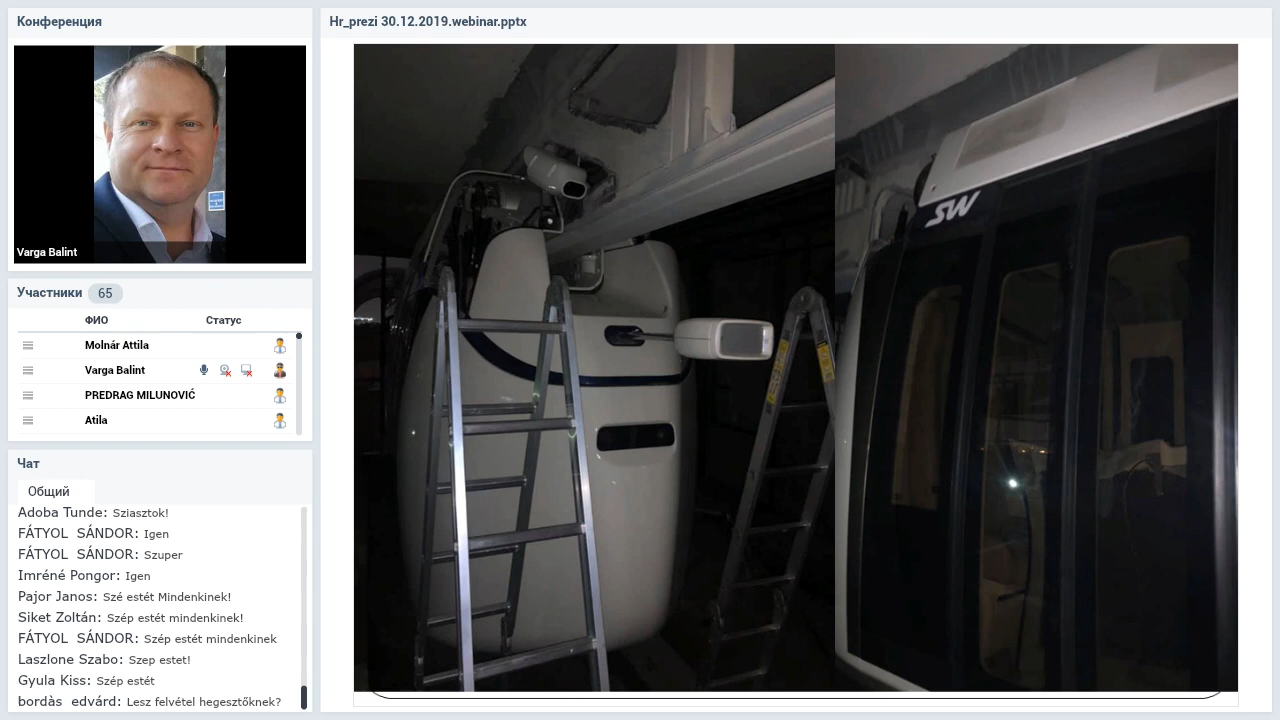 Конференция
Varga Balint
Участники 65
ФИО Статус
Molnár Attila
Varga Balint
PREDRAG MILUNOVIĆ
Atila
Чат
Общий
Adoba Tunde: Sziasztok!
FÁTYOL SÁNDOR: Igen
FÁTYOL SÁNDOR: Szuper
Imréné Pongor: Igen
Pajor Janos: Szé estét Mindenkinek!
Siket Zoltán: Szép estét mindenkinek!
FÁTYOL SÁNDOR: Szép estét mindenkinek
Laszlone Szabo: Szep estet!
Gyula Kiss: Szép estét
bordàs edvárd: Lesz felvétel hegesztőknek?
Hr_prezi 30.12.2019.webinar.pptx
SW